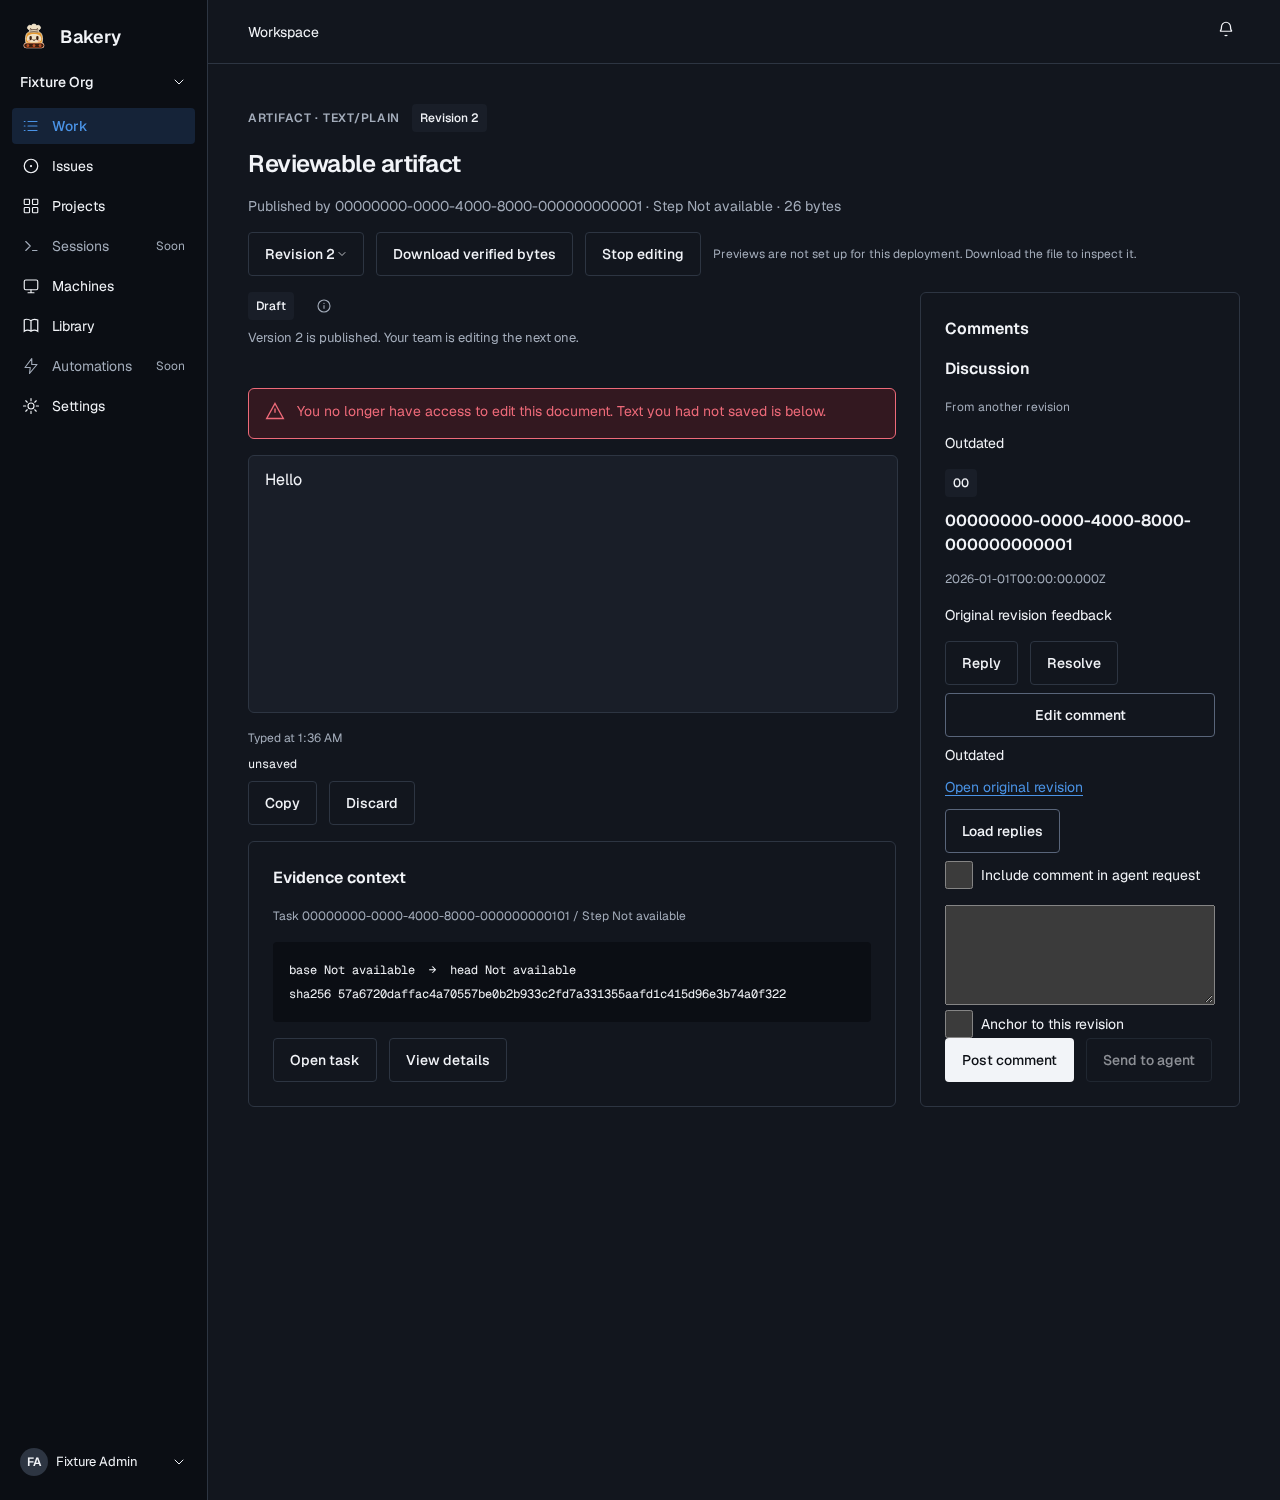 Bakery
Fixture Org
Work
Issues
Projects
Sessions Soon
Machines
Library
Automations Soon
Settings
FA Fixture Admin
Workspace
ARTIFACT · TEXT/PLAIN Revision 2
Reviewable artifact
Published by 00000000-0000-4000-8000-000000000001 · Step Not available · 26 bytes
Revision 2 Download verified bytes Stop editing Previews are not set up for this deployment. Download the file to inspect it.
Draft
Version 2 is published. Your team is editing the next one.
You no longer have access to edit this document. Text you had not saved is below.
Hello
Typed at 1:36 AM
unsaved
Copy Discard
Evidence context
Task 00000000-0000-4000-8000-000000000101 / Step Not available
base Not available → head Not available
sha256 57a6720daffac4a70557be0b2b933c2fd7a331355aafd1c415d96e3b74a0f322
Open task View details
Comments
Discussion
From another revision
Outdated
00
00000000-0000-4000-8000-
000000000001
2026-01-01T00:00:00.000Z
Original revision feedback
Reply Resolve
Edit comment
Outdated
Open original revision
Load replies
Include comment in agent request
Anchor to this revision
Post comment Send to agent